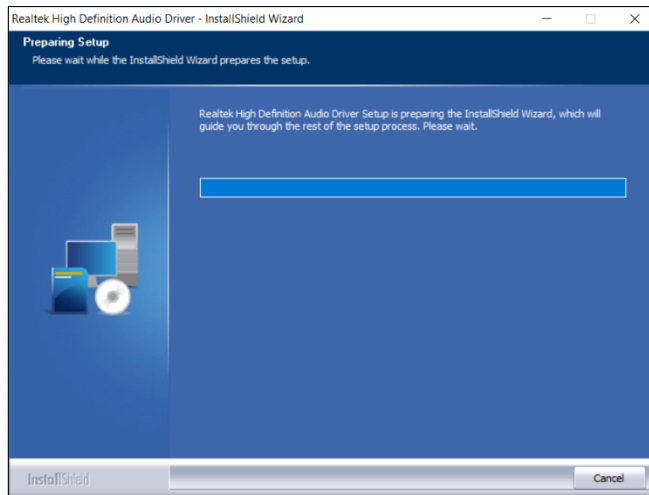 Realtek High Definition Audio Driver - InstallShield Wizard
Preparing Setup
Please wait while the InstallShield Wizard prepares the setup.
Realtek High Definition Audio Driver Setup is preparing the InstallShield Wizard, which will
guide you through the rest of the setup process. Please wait.
InstallShield
Cancel